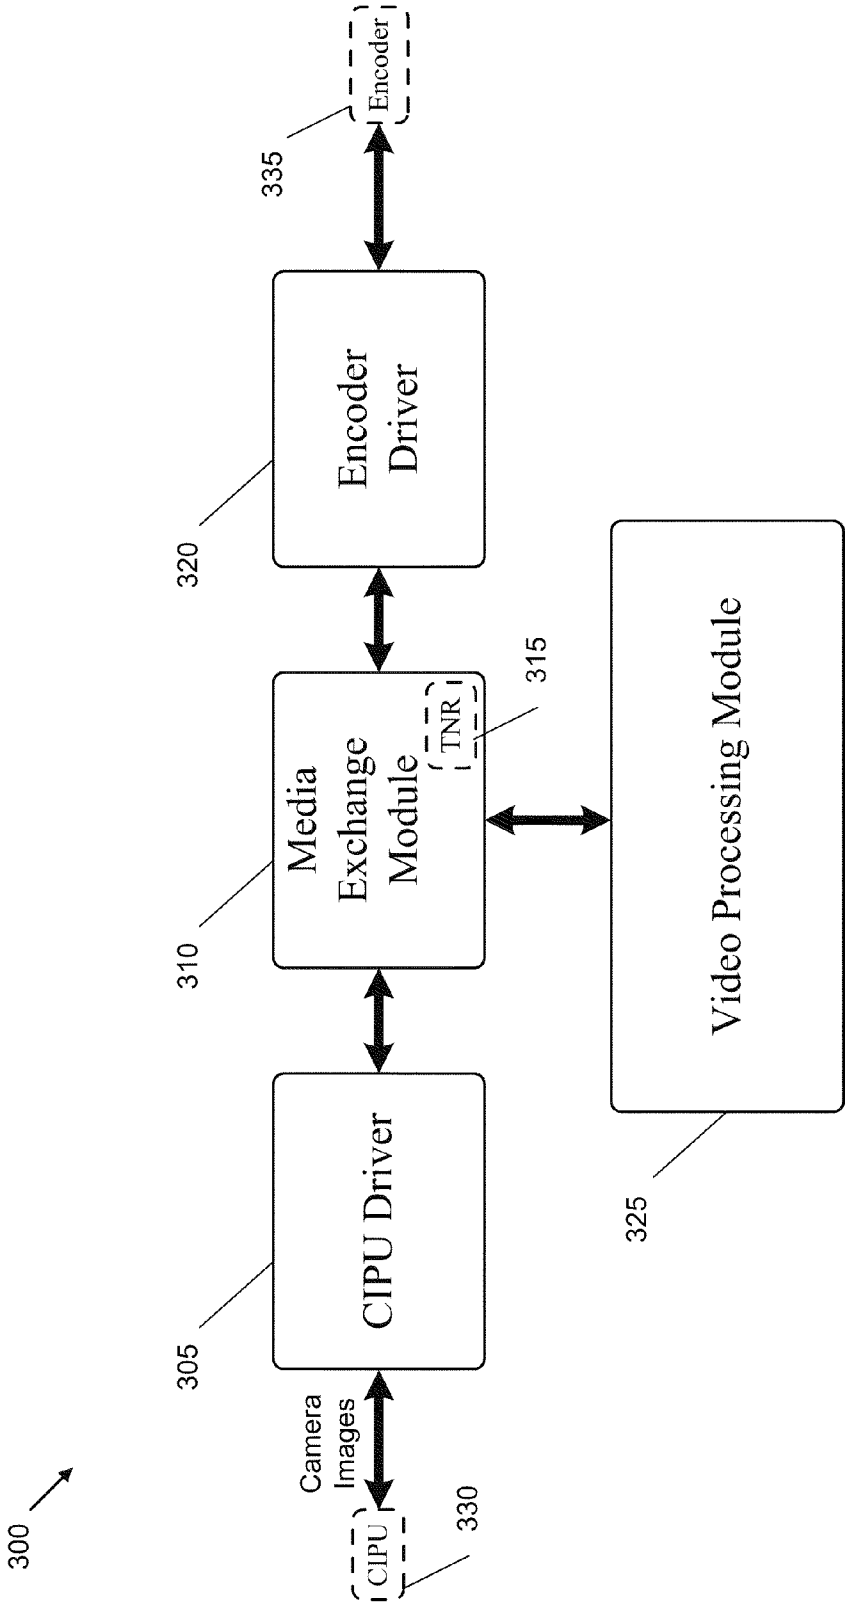 300
CIPU
330
Camera
Images
305
CIPU Driver
310
Media
Exchange
Module
TNR
315
320
Encoder
Driver
335
Encoder
325
Video Processing Module